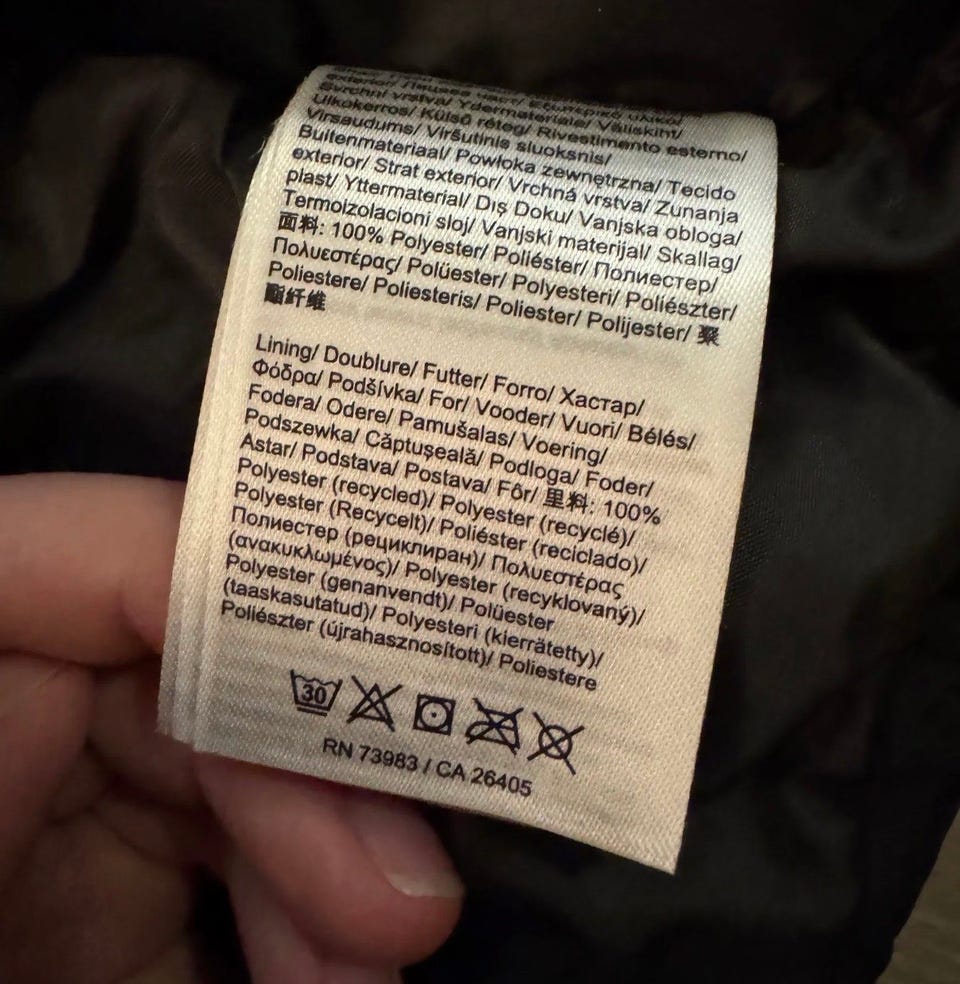 exterior/
Svrchní vrstva/ Ydermateriale/ Väliskiht/
Ulkokerros/ Külső réteg/ Rivestimento esterno/
Virsaudums/ Viršutinis sluoksnis/
Buitenmateriaal/ Powłoka zewnętrzna/ Tecido
exterior/ Strat exterior/ Vrchná vrstva/ Zunanja
plast/ Yttermaterial/ Dış Doku/ Vanjska obloga/
Termoizolacioni sloj/ Vanjski materijal/ Skallag/
面料: 100% Polyester/ Poliéster/ Полиестер/
Πολυεστέρας/ Polüester/ Polyesteri/ Poliészter/
Poliestere/ Poliesteris/ Poliester/ Polijester/ 聚
酯纤维
Lining/ Doublure/ Futter/ Forro/ Хастар/
Φόδρα/ Podšívka/ For/ Vooder/ Vuori/ Bélés/
Fodera/ Odere/ Pamušalas/ Voering/
Podszewka/ Căptuşeală/ Podloga/ Foder/
Astar/ Podstava/ Postava/ Fôr/ 里料: 100%
Polyester (recycled)/ Polyester (recyclé)/
Polyester (Recycelt)/ Poliéster (reciclado)/
Полиестер (рециклиран)/ Πολυεστέρας
(ανακυκλωμένος)/ Polyester (recyklovaný)/
Polyester (genanvendt)/ Polüester
(taaskasutatud)/ Polyesteri (kierrätetty)/
Poliészter (újrahasznosított)/ Poliestere
30
RN 73983 / CA 26405